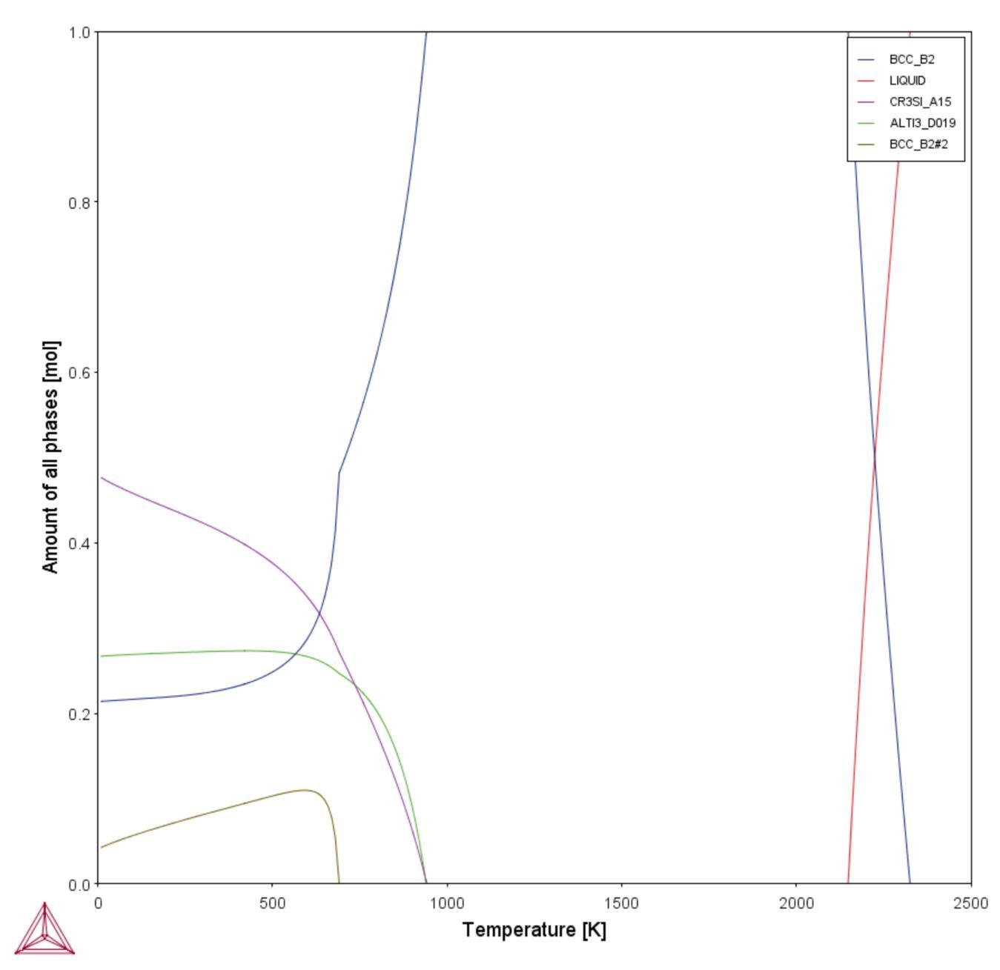 1.0
0.8
0.6
0.4
0.2
0.0
Amount of all phases [mol]
BCC_B2
LIQUID
CR3SI_A15
ALTI3_D019
BCC_B2#2
0 500 1000 1500 2000 2500
Temperature [K]